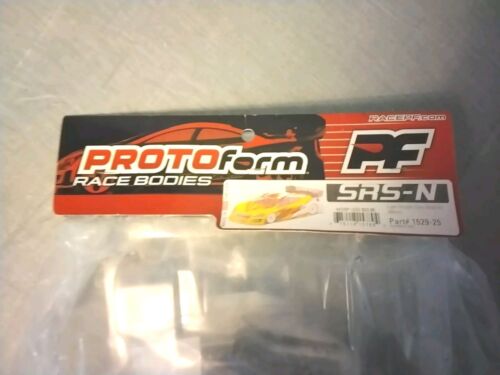 RACEPF.com
PROTOform
RACE BODIES
PF
SRS-N
Part# 1529-25